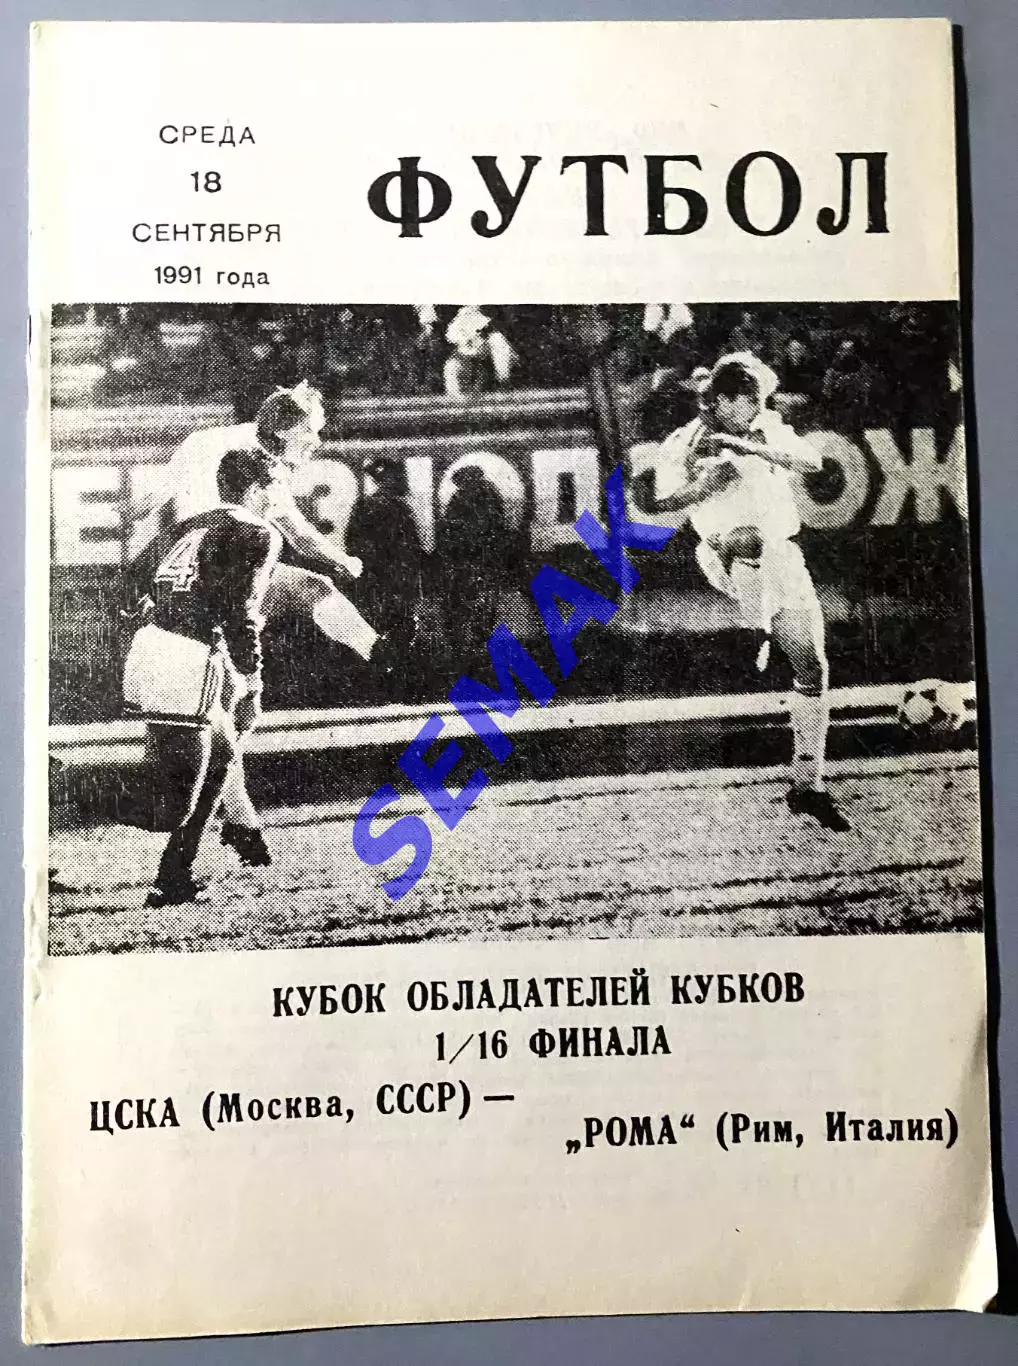 СРЕДА
18
СЕНТЯБРЯ
1991 года
ФУТБОЛ
4
SEMAK
КУБОК ОБЛАДАТЕЛЕЙ КУБКОВ
1/16 ФИНАЛА
ЦСКА (Москва, СССР) —
„РОМА“ (Рим, Италия)